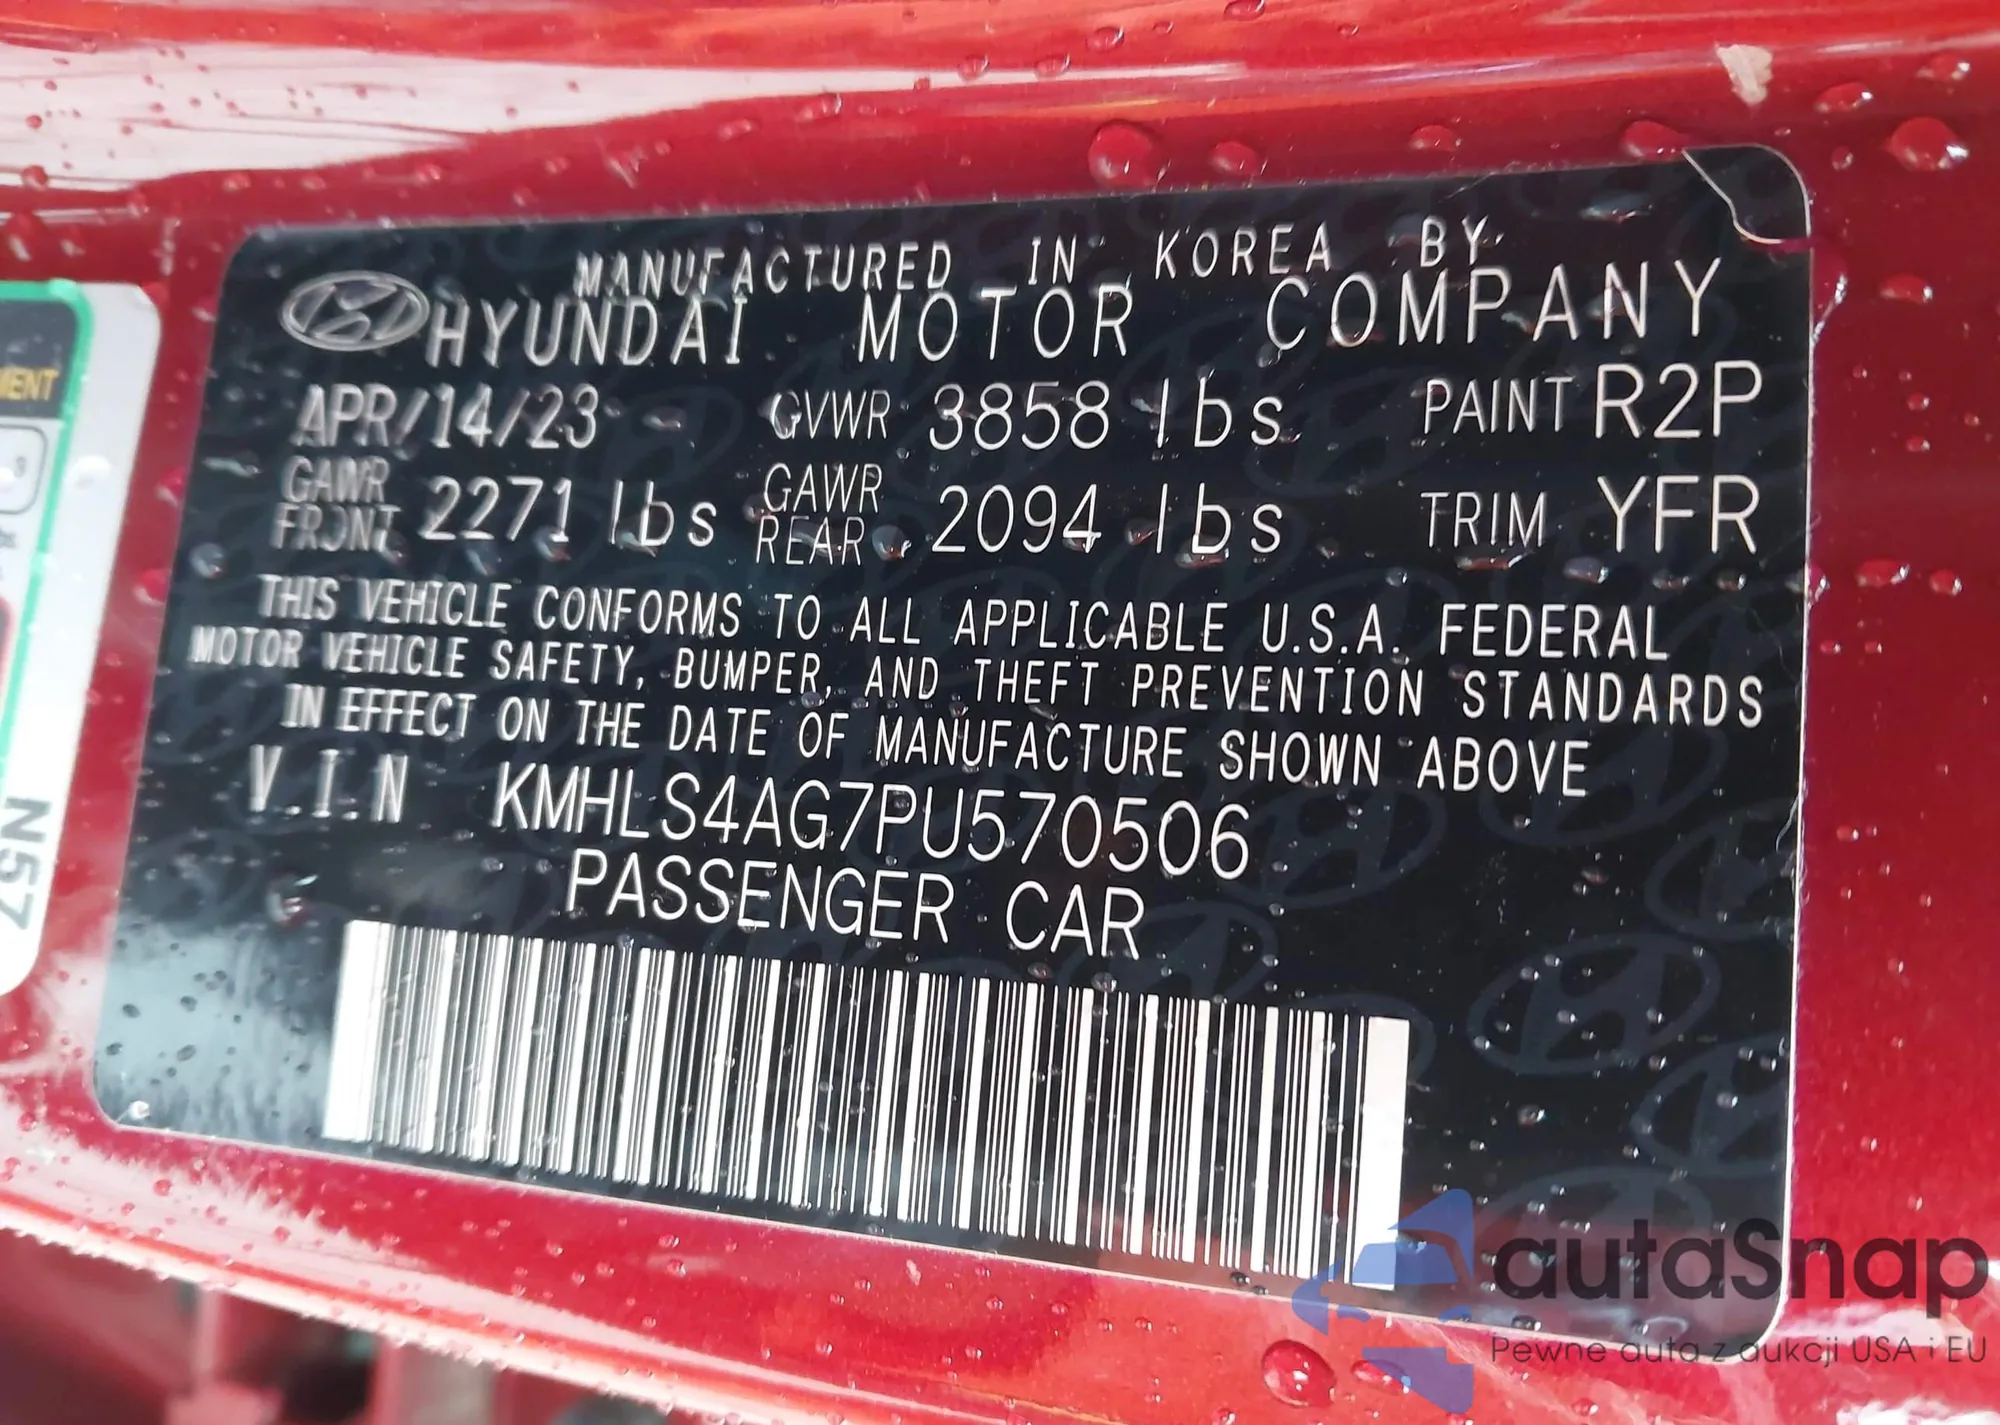 MANUFACTURED IN KOREA BY
HYUNDAI MOTOR COMPANY
APR/14/23 GVWR 3858 lbs PAINT R2P
GAWR FRONT 2271 lbs GAWR REAR 2094 lbs TRIM YFR
THIS VEHICLE CONFORMS TO ALL APPLICABLE U.S.A. FEDERAL
MOTOR VEHICLE SAFETY, BUMPER, AND THEFT PREVENTION STANDARDS
IN EFFECT ON THE DATE OF MANUFACTURE SHOWN ABOVE
V.I.N KMHLS4AG7PU570506
PASSENGER CAR
N57
autaSnap
Pewne auta z aukcji USA i EU